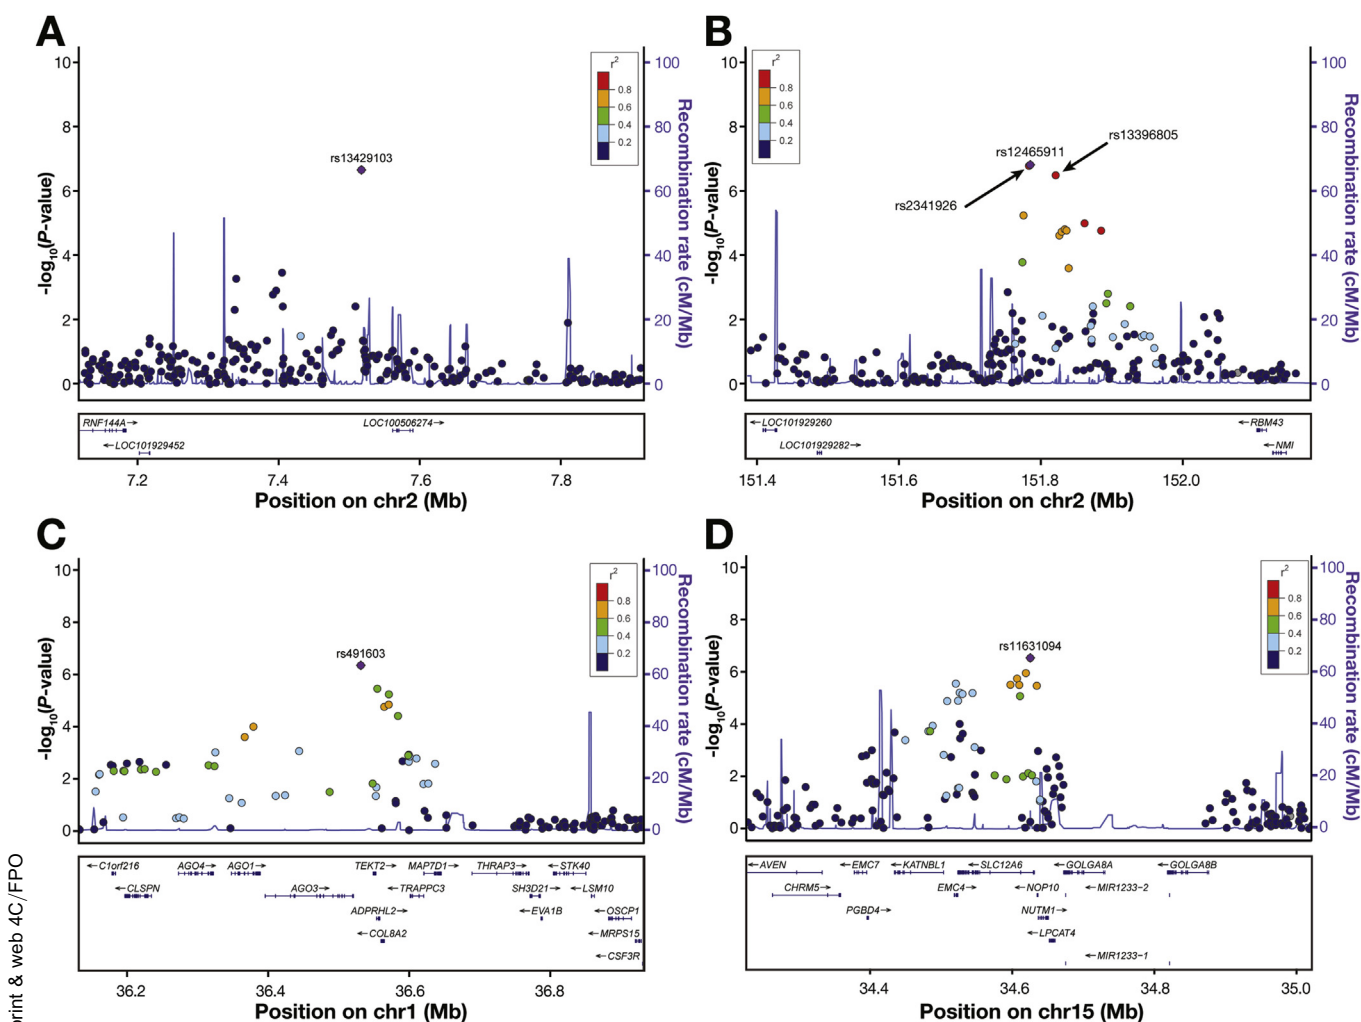 A
10
8
6
4
2
0
-log10(P-value)
rs13429103
r2
0.8
0.6
0.4
0.2
100
80
60
40
20
0
Recombination rate (cM/Mb)
RNF144A→
←LOC101929452
LOC100506274→
7.2 7.4 7.6 7.8
Position on chr2 (Mb)
B
10
8
6
4
2
0
-log10(P-value)
r2
0.8
0.6
0.4
0.2
rs13396805
rs12465911
rs2341926
100
80
60
40
20
0
Recombination rate (cM/Mb)
←LOC101929260 ←RBM43
LOC101929282→ ←NMI
151.4 151.6 151.8 152.0
Position on chr2 (Mb)
C
10
8
6
4
2
0
-log10(P-value)
rs491603
r2
0.8
0.6
0.4
0.2
100
80
60
40
20
0
Recombination rate (cM/Mb)
←C1orf216 AGO4→ AGO1→ TEKT2→ MAP7D1→ THRAP3→ ←STK40
←CLSPN AGO3→ ←TRAPPC3 SH3D21→ ←LSM10
ADPRHL2→ ←EVA1B ←OSCP1
←COL8A2 ←MRPS15
←CSF3R
36.2 36.4 36.6 36.8
Position on chr1 (Mb)
D
10
8
6
4
2
0
-log10(P-value)
rs11631094
r2
0.8
0.6
0.4
0.2
100
80
60
40
20
0
Recombination rate (cM/Mb)
←AVEN ←EMC7 ←KATNBL1 ←SLC12A6 ←GOLGA8A ←GOLGA8B
CHRM5→ EMC4→ ←NOP10 ←MIR1233−2
PGBD4→ NUTM1→
←LPCAT4
←MIR1233−1
34.4 34.6 34.8 35.0
Position on chr15 (Mb)
print & web 4C/FPO